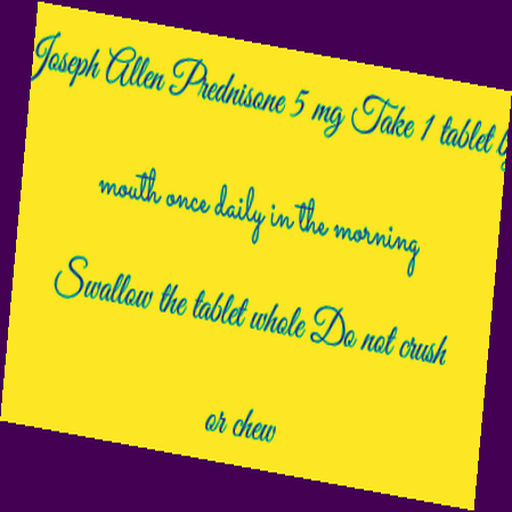 Joseph Allen Prednisone 5 mg Take 1 tablet by
mouth once daily in the morning
Swallow the tablet whole Do not crush
or chew